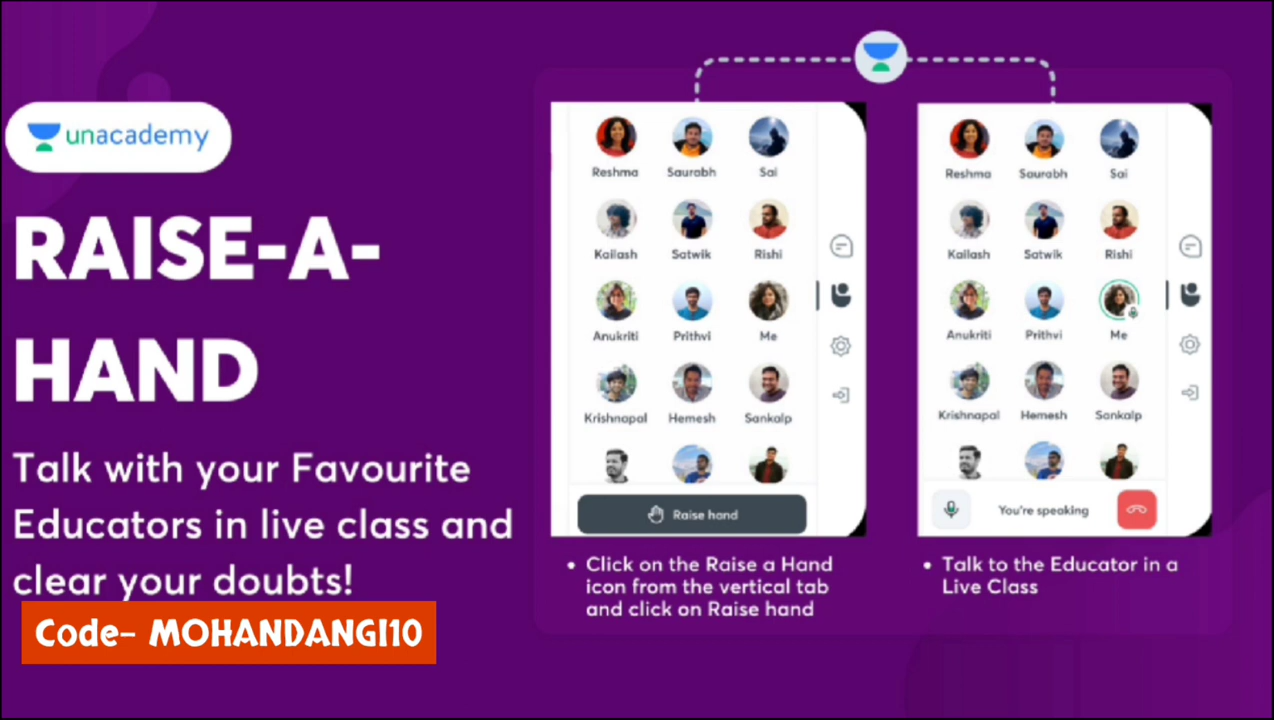 unacademy
RAISE-A-
HAND
Talk with your Favourite
Educators in live class and
clear your doubts!
Code- MOHANDANGI10
Reshma Saurabh Sai
Kailash Satwik Rishi
Anukriti Prithvi Me
Krishnapal Hemesh Sankalp
Raise hand
• Click on the Raise a Hand
icon from the vertical tab
and click on Raise hand
Reshma Saurabh Sai
Kailash Satwik Rishi
Anukriti Prithvi Me
Krishnapal Hemesh Sankalp
You're speaking
• Talk to the Educator in a
Live Class